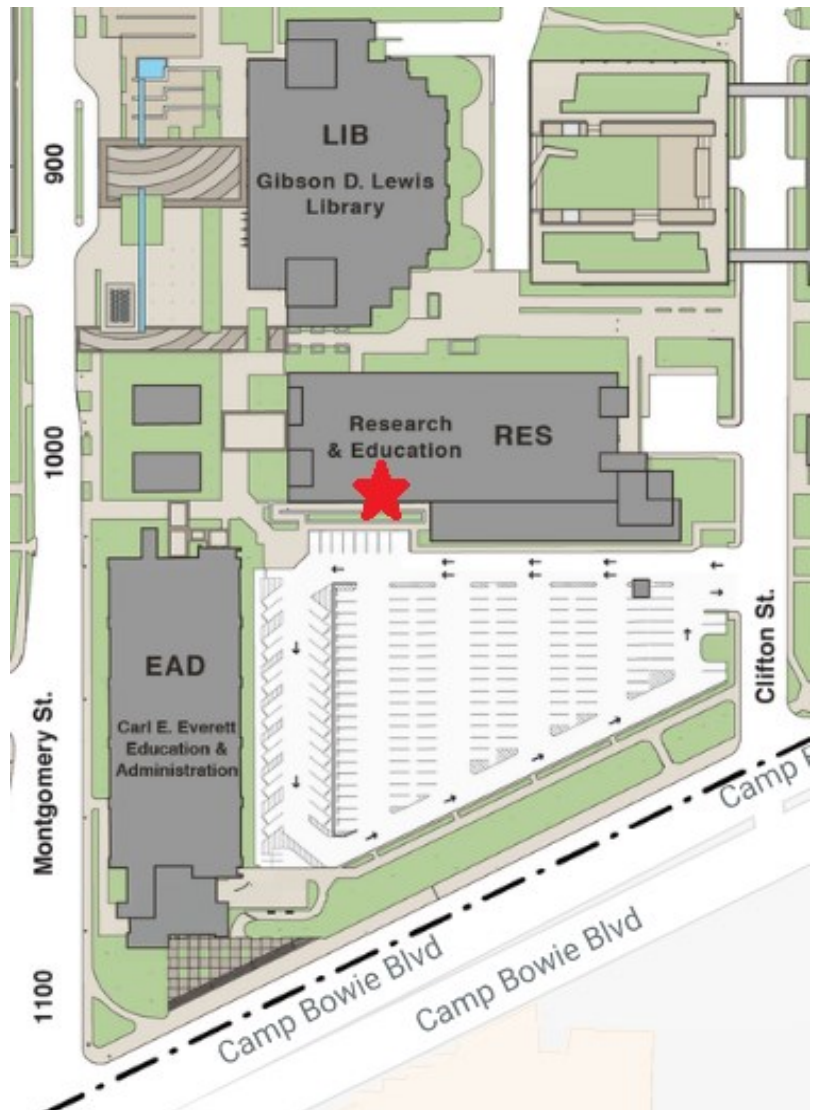 900
LIB
Gibson D. Lewis
Library
1000
Research
& Education
RES
EAD
Carl E. Everett
Education &
Administration
Montgomery St.
Clifton St.
1100
Camp Bowie Blvd
Camp Bowie Blvd
Camp